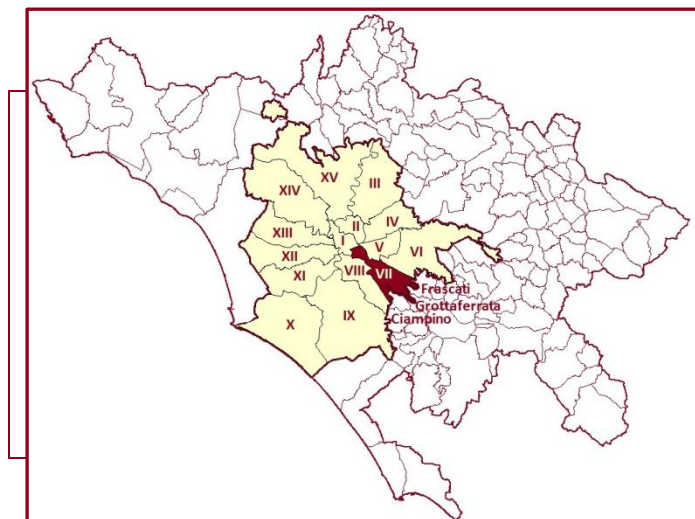 XV
III
XIV
II
IV
XIII
I
V
VI
XII
VIII
VII
XI
Frascati
Grottaferrata
Ciampino
X
IX